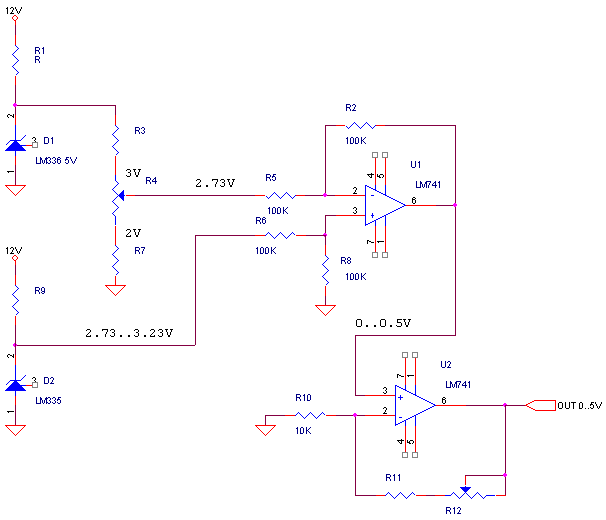 12V
R1
R
2
3
D1
LM336 5V
1
R3
3V
R4
2.73V
2V
R7
R5
100K
R2
100K
U1
LM741
4
5
2
-
3
+
6
7
1
R6
100K
R8
100K
12V
R9
2.73..3.23V
2
3
D2
LM335
1
0..0.5V
U2
LM741
7
1
3
+
2
-
6
4
5
R10
10K
OUT 0..5V
R11
R12